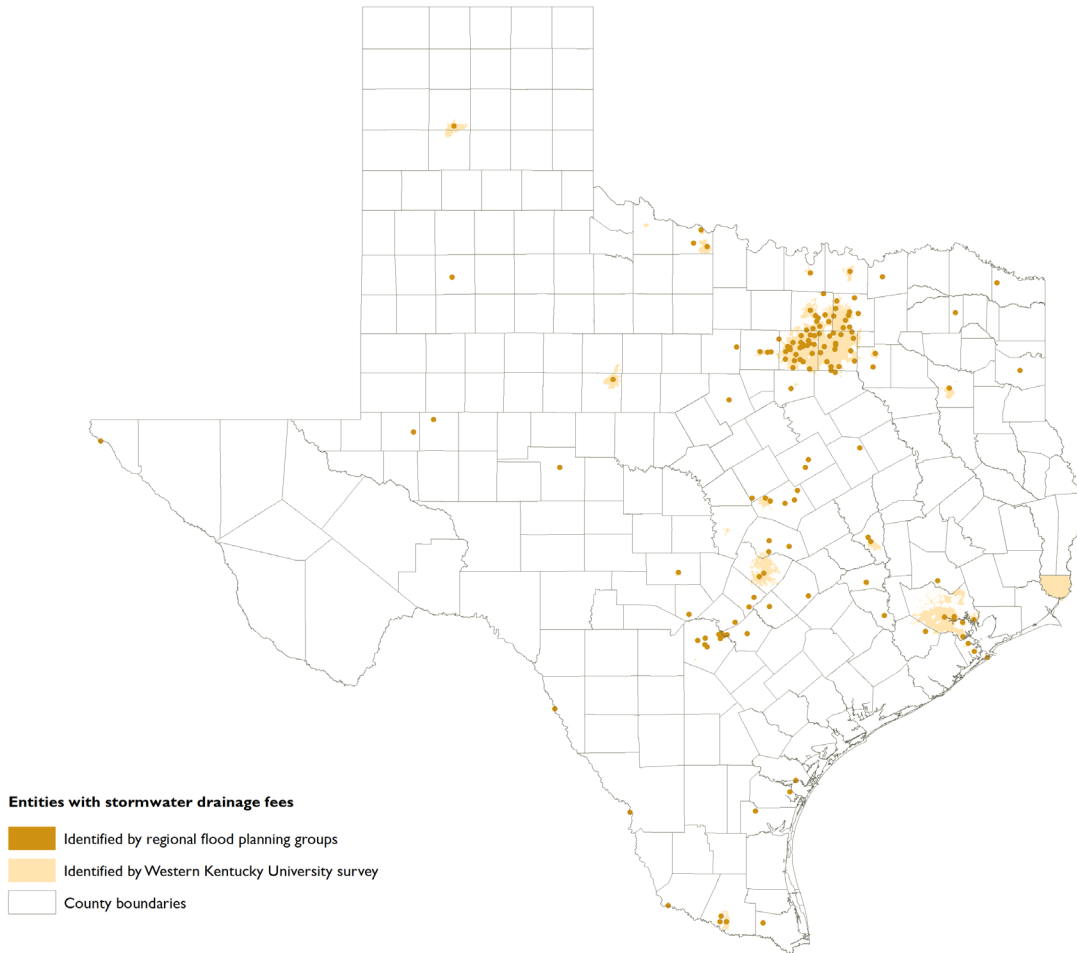 Entities with stormwater drainage fees
Identified by regional flood planning groups
Identified by Western Kentucky University survey
County boundaries